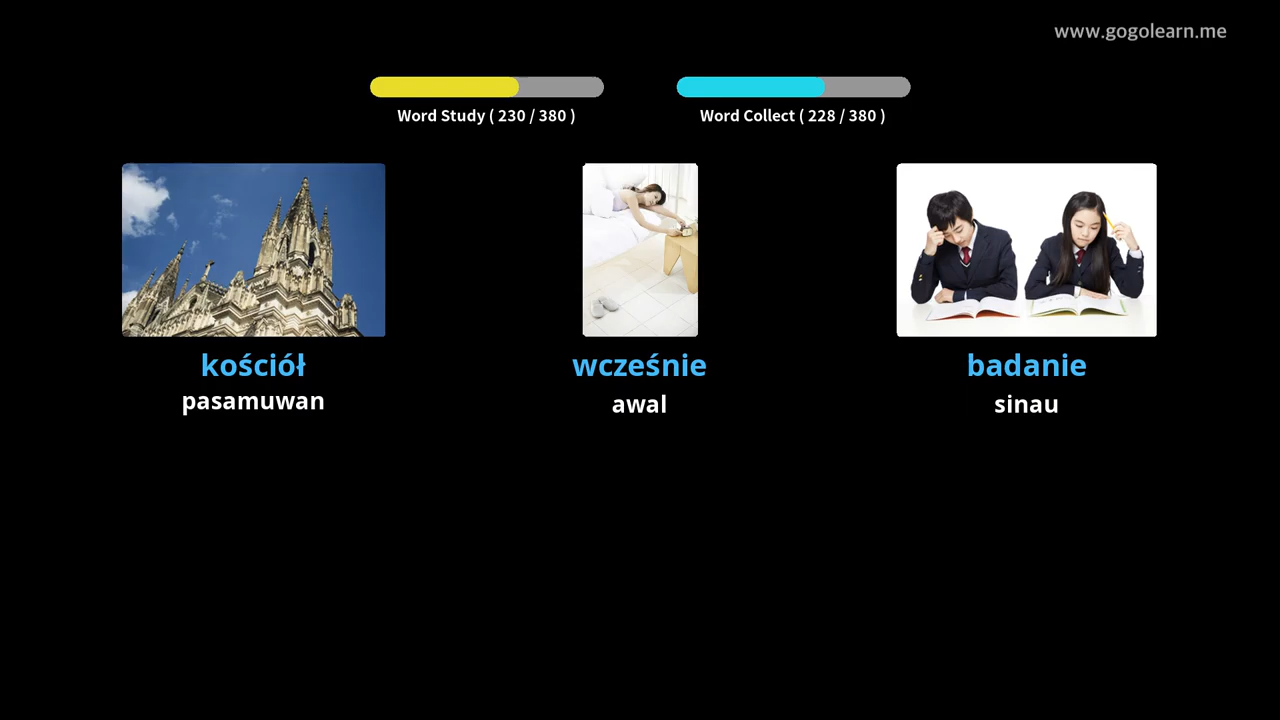 www.gogolearn.me
Word Study ( 230 / 380 )
Word Collect ( 228 / 380 )
kościół
wcześnie
badanie
pasamuwan
awal
sinau